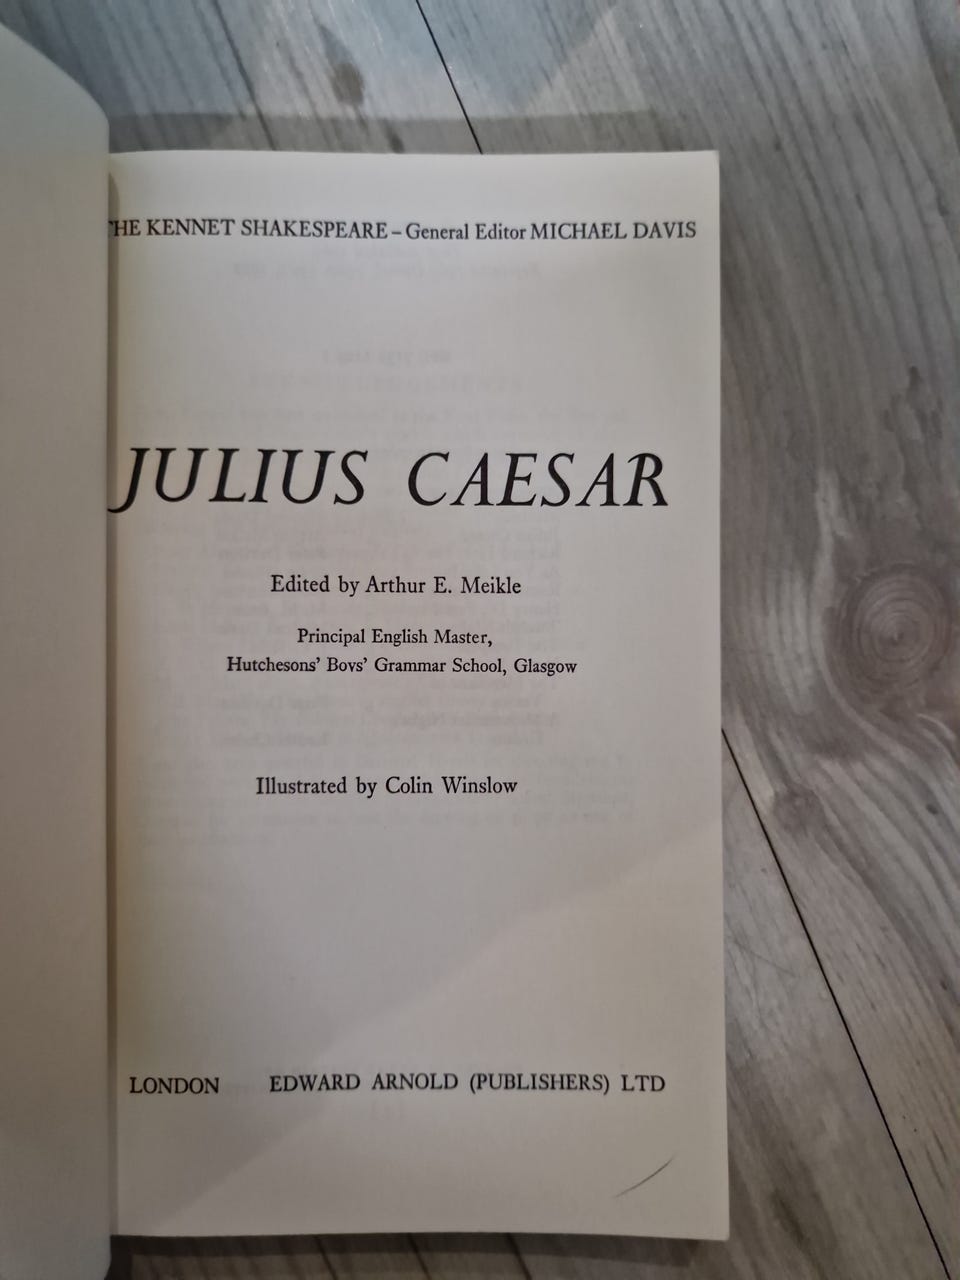 THE KENNET SHAKESPEARE – General Editor MICHAEL DAVIS
JULIUS CAESAR
Edited by Arthur E. Meikle
Principal English Master,
Hutchesons' Boys' Grammar School, Glasgow
Illustrated by Colin Winslow
LONDON EDWARD ARNOLD (PUBLISHERS) LTD